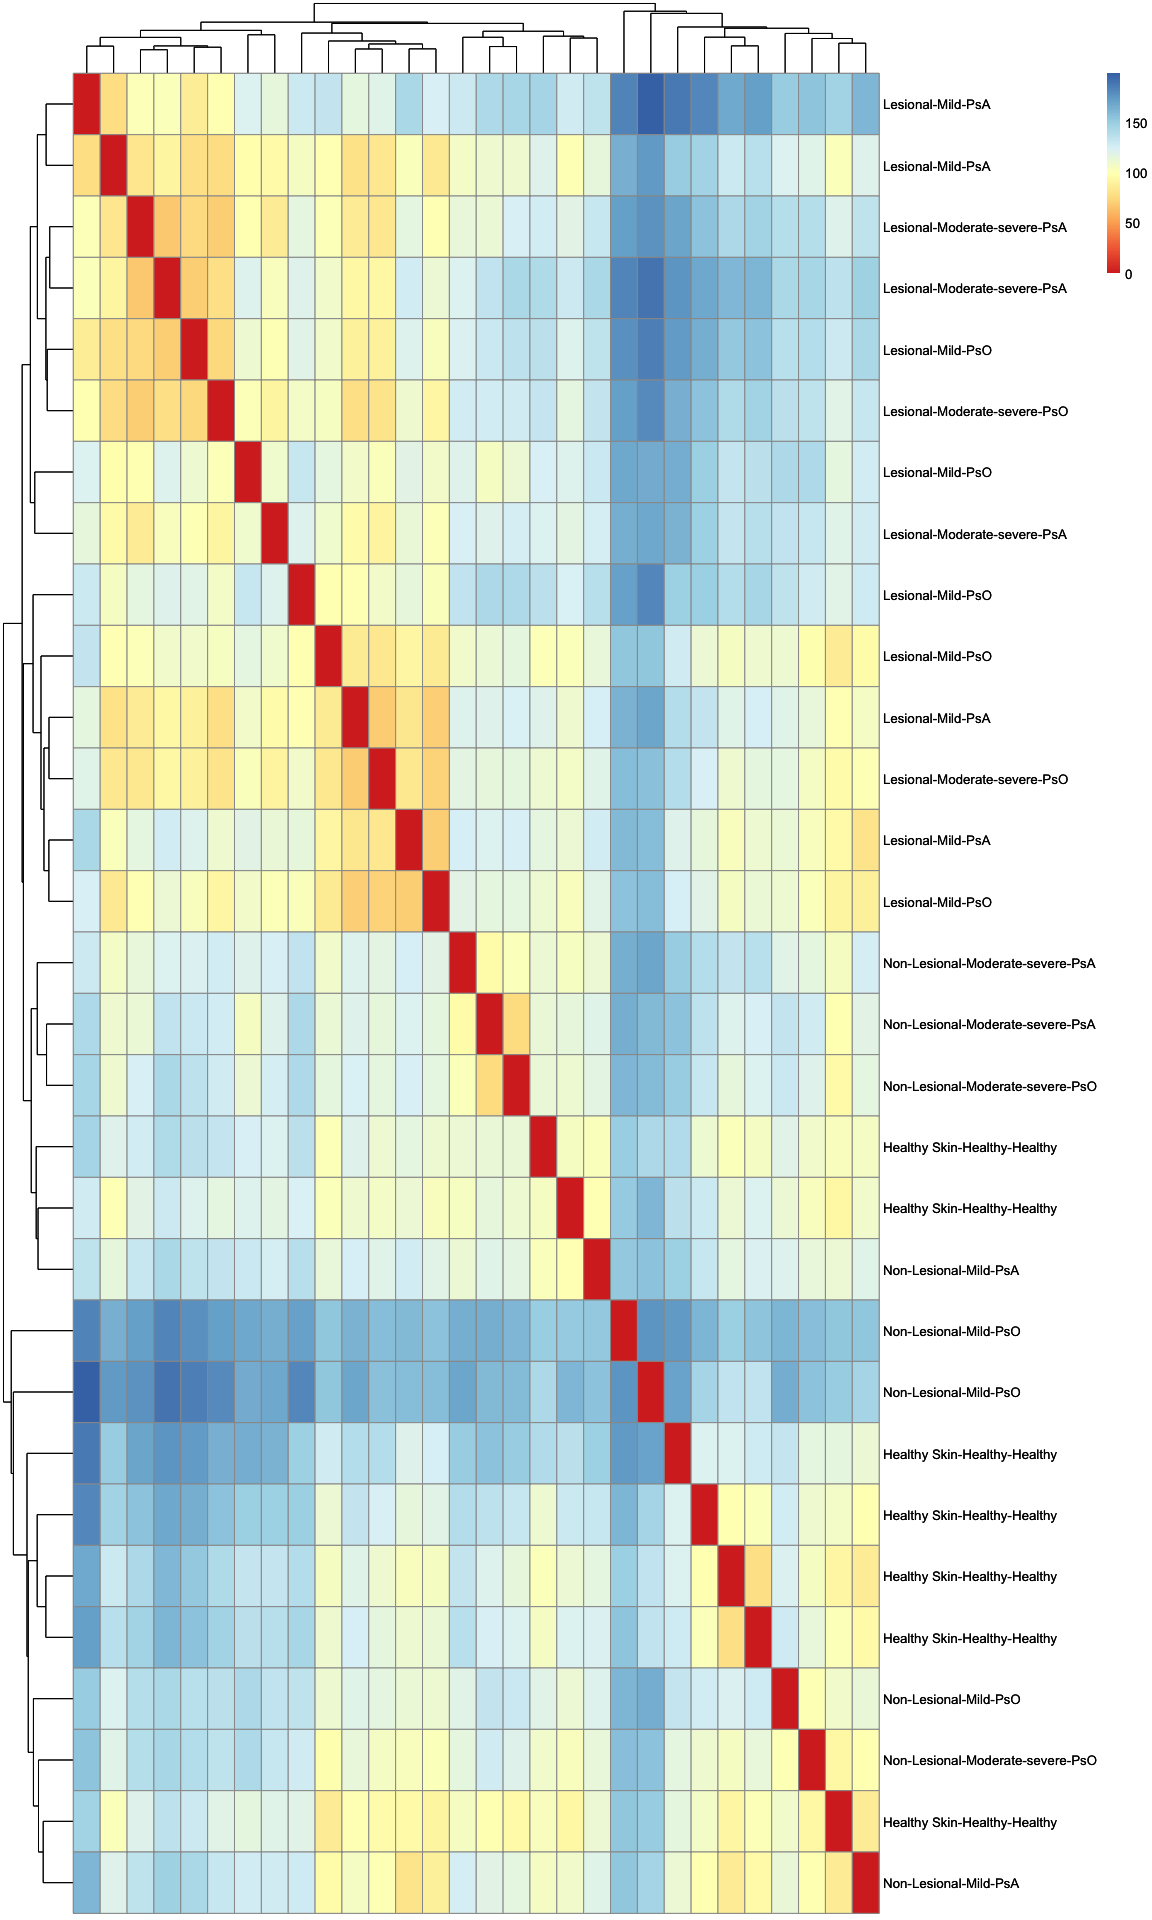 Lesional-Mild-PsA
150
Lesional-Mild-PsA
100
Lesional-Moderate-severe-PsA
50
Lesional-Moderate-severe-PsA
0
Lesional-Mild-PsO
Lesional-Moderate-severe-PsO
Lesional-Mild-PsO
Lesional-Moderate-severe-PsA
Lesional-Mild-PsO
Lesional-Mild-PsO
Lesional-Mild-PsA
Lesional-Moderate-severe-PsO
Lesional-Mild-PsA
Lesional-Mild-PsO
Non-Lesional-Moderate-severe-PsA
Non-Lesional-Moderate-severe-PsA
Non-Lesional-Moderate-severe-PsO
Healthy Skin-Healthy-Healthy
Healthy Skin-Healthy-Healthy
Non-Lesional-Mild-PsA
Non-Lesional-Mild-PsO
Non-Lesional-Mild-PsO
Healthy Skin-Healthy-Healthy
Healthy Skin-Healthy-Healthy
Healthy Skin-Healthy-Healthy
Healthy Skin-Healthy-Healthy
Non-Lesional-Mild-PsO
Non-Lesional-Moderate-severe-PsO
Healthy Skin-Healthy-Healthy
Non-Lesional-Mild-PsA